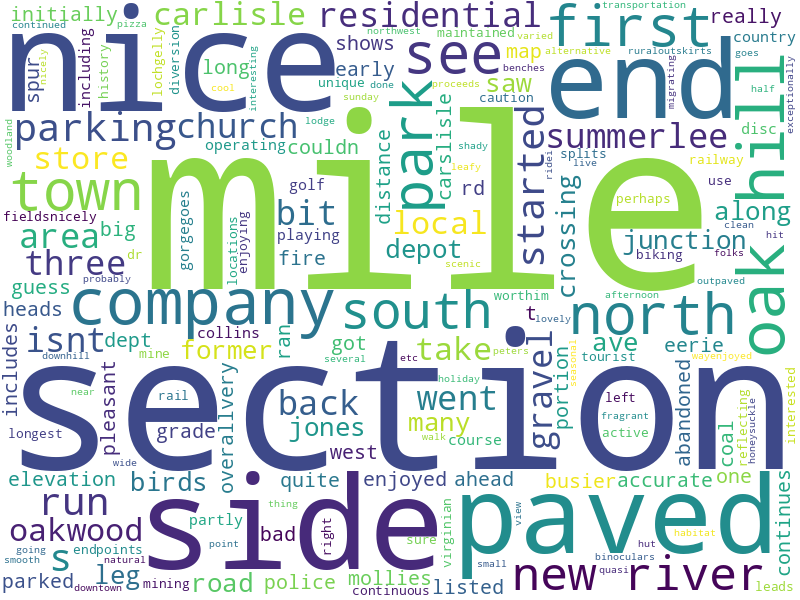 nice
mile
section
end
side
paved
company
south
north
oak hill
new river
first
see
town
park
parking
church
carlisle
residential
summerlee
started
store
three
area
big
bit
local
depot
junction
along
run
oakwood
s
leg
road
police
mollies
listed
birds
quite
enjoyed
ahead
busier
accurate
one
continues
elevation
pleasant
grade
west
course
many
jones
back
went
take
got
ran
former
dept
collins
isnt
guess
heads
includes
longest
gravel
portion
ave
eerie
tourist
abandoned
coal
reflecting
honeysuckle
interested
crossing
distance
carslisle
rd
saw
map
early
shows
long
unique
operating
couldn
golf
playing
fire
gorgegoes
locations
enjoying
spur
including
history
lochgelly
diversion
interesting
initially
continued
pizza
nicely
cool
northwest
sunday
done
maintained
varied
transportation
alternative
ruraloutskirts
proceeds
benches
caution
really
country
goes
half
migrating
exceptionally
disc
splits
live
railway
ridei
use
perhaps
clean
hit
folks
biking
outpaved
afternoon
lovely
worthim
t
scenic
leafy
shady
lodge
woodland
fieldsnicely
dr
probably
downhill
mine
several
etc
peters
holiday
wayenjoyed
near
rail
walk
seasonal
left
fragrant
active
wide
overallvery
partly
endpoints
natural
smooth
going
parked
downtown
mining
thing
point
bad
right
sure
continuous
virginian
small
view
habitat
hut
binoculars
quasi
leads